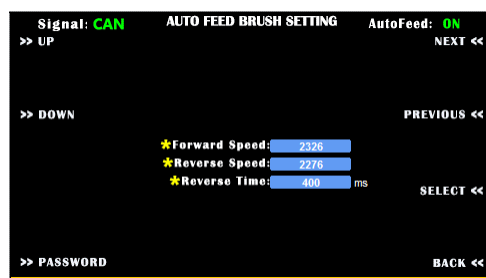 Signal: CAN AUTO FEED BRUSH SETTING AutoFeed: ON
>> UP NEXT <<
>> DOWN PREVIOUS <<
*Forward Speed: 2326
*Reverse Speed: 2276
*Reverse Time: 400 ms
SELECT <<
>> PASSWORD BACK <<